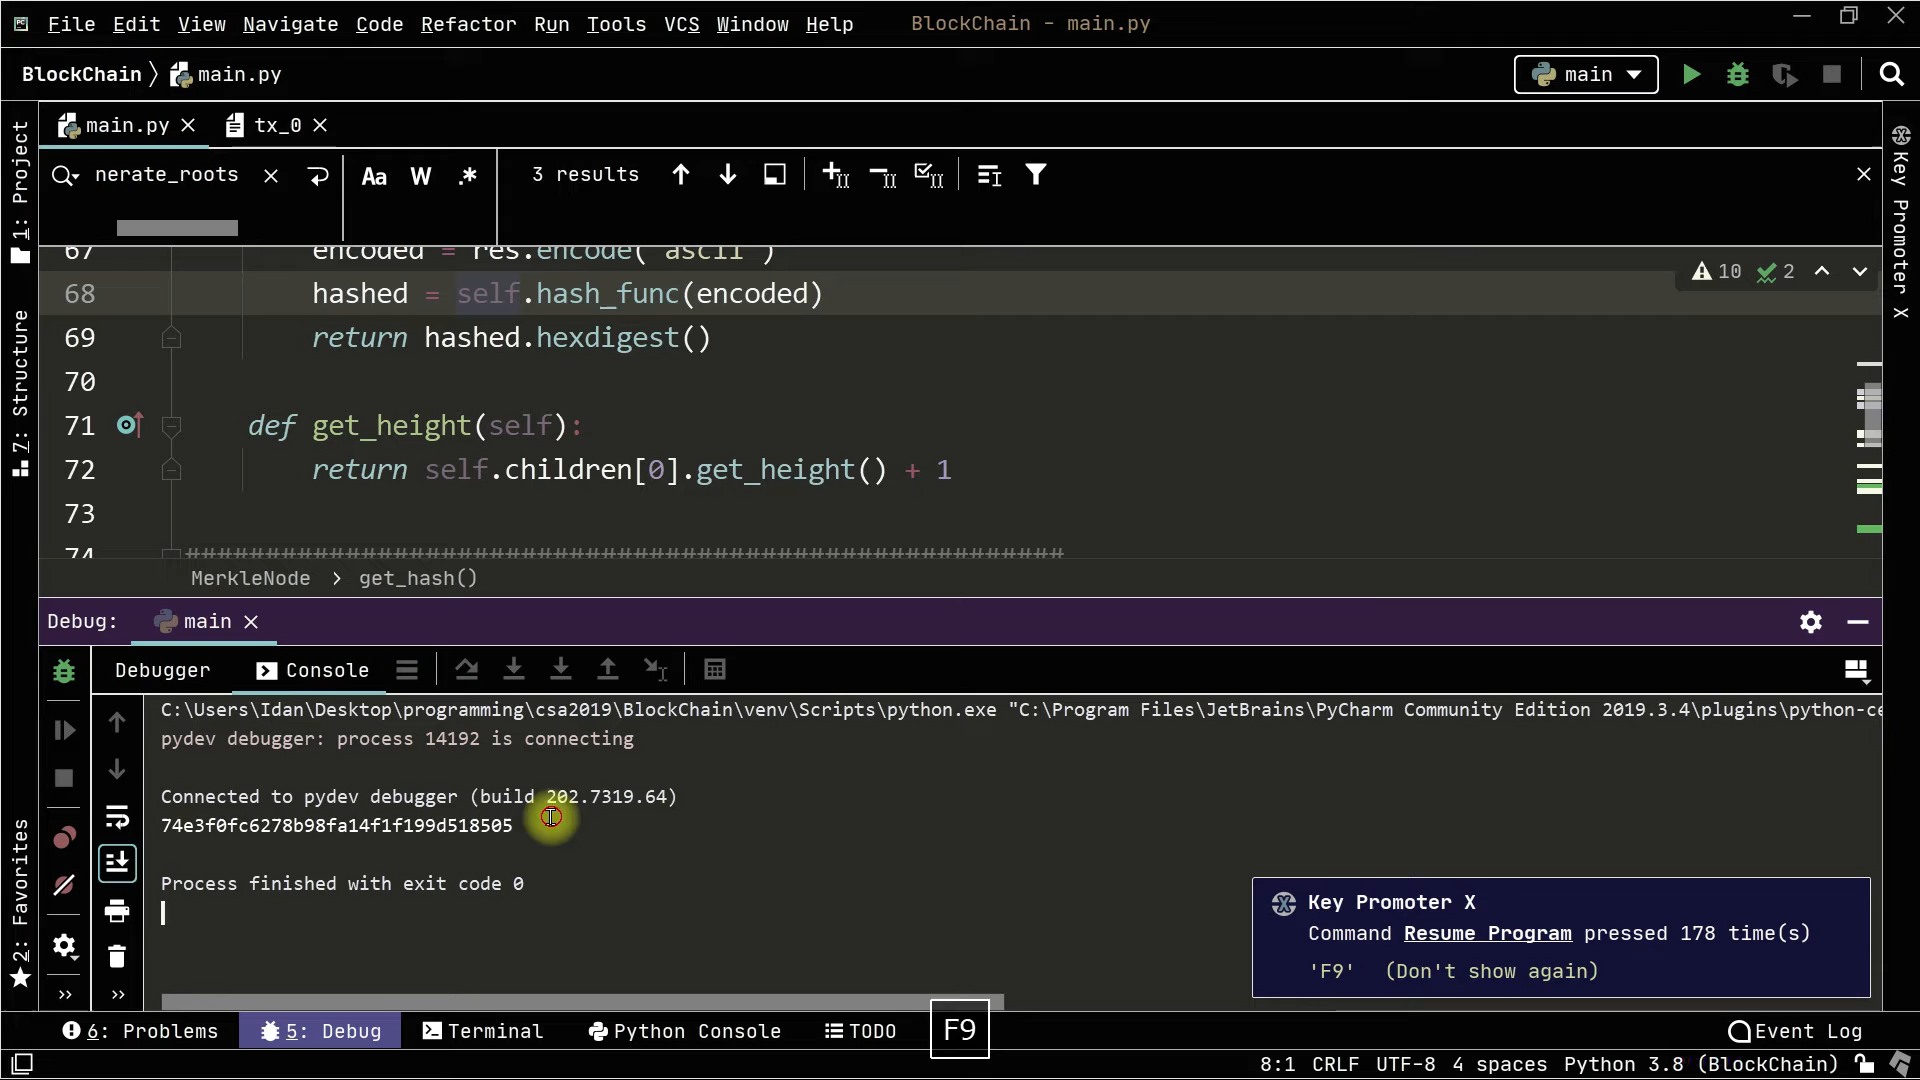 File Edit View Navigate Code Refactor Run Tools VCS Window Help BlockChain - main.py
BlockChain main.py main
main.py tx_0
nerate_roots Aa W .* 3 results
67 encoded = res.encode('ascii')
10 2
68 hashed = self.hash_func(encoded)
69 return hashed.hexdigest()
70
71 def get_height(self):
72 return self.children[0].get_height() + 1
73
74 #######################################################
MerkleNode > get_hash()
Debug: main
Debugger Console
C:\Users\Idan\Desktop\programming\csa2019\BlockChain\venv\Scripts\python.exe "C:\Program Files\JetBrains\PyCharm Community Edition 2019.3.4\plugins\python-ce
pydev debugger: process 14192 is connecting
Connected to pydev debugger (build 202.7319.64)
74e3f0fc6278b98fa14f1f199d518505
Process finished with exit code 0
Key Promoter X
Command Resume Program pressed 178 time(s)
'F9' (Don't show again)
6: Problems 5: Debug Terminal Python Console TODO F9 Event Log
8:1 CRLF UTF-8 4 spaces Python 3.8 (BlockChain)
1: Project
7: Structure
2: Favorites
Key Promoter X